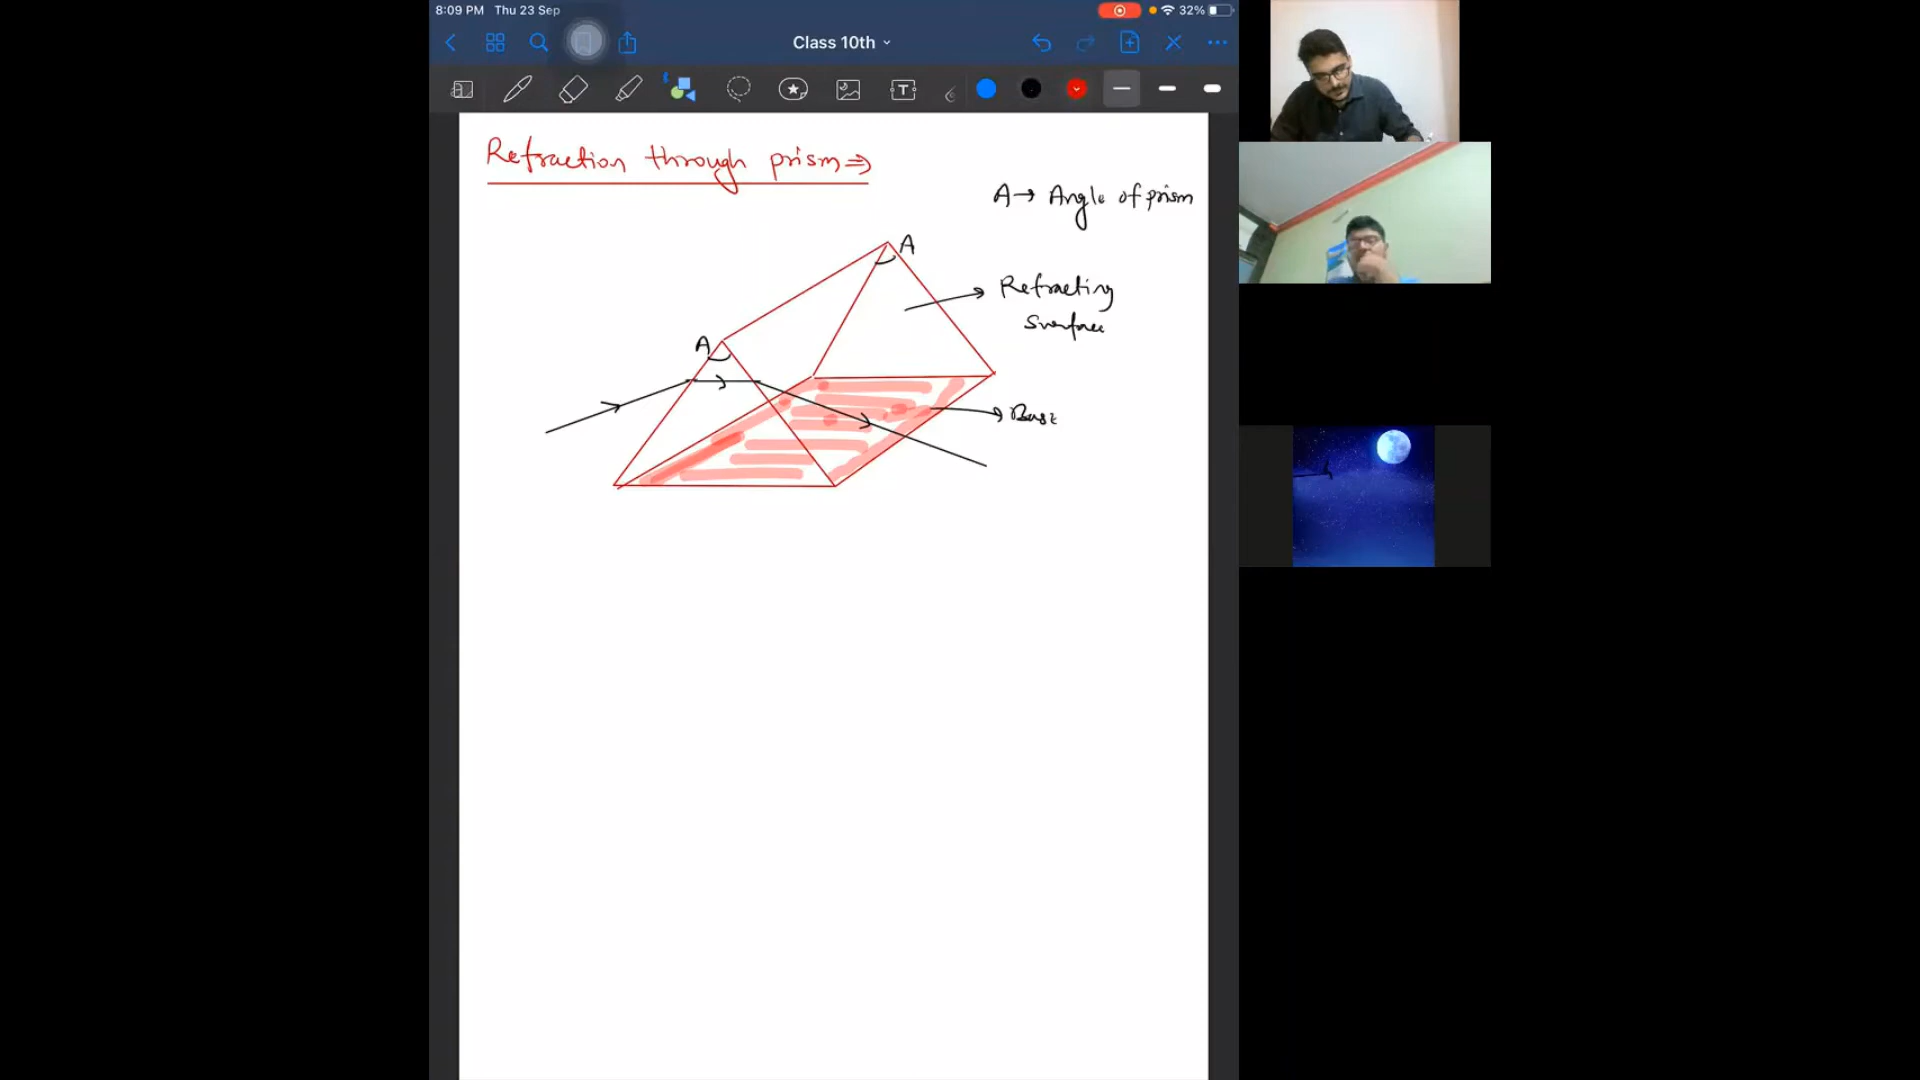 8:09 PM Thu 23 Sep
32%
Class 10th
T
Refraction through prism⇒
A→ Angle of prism
A
Refracting
Surface
A
Base